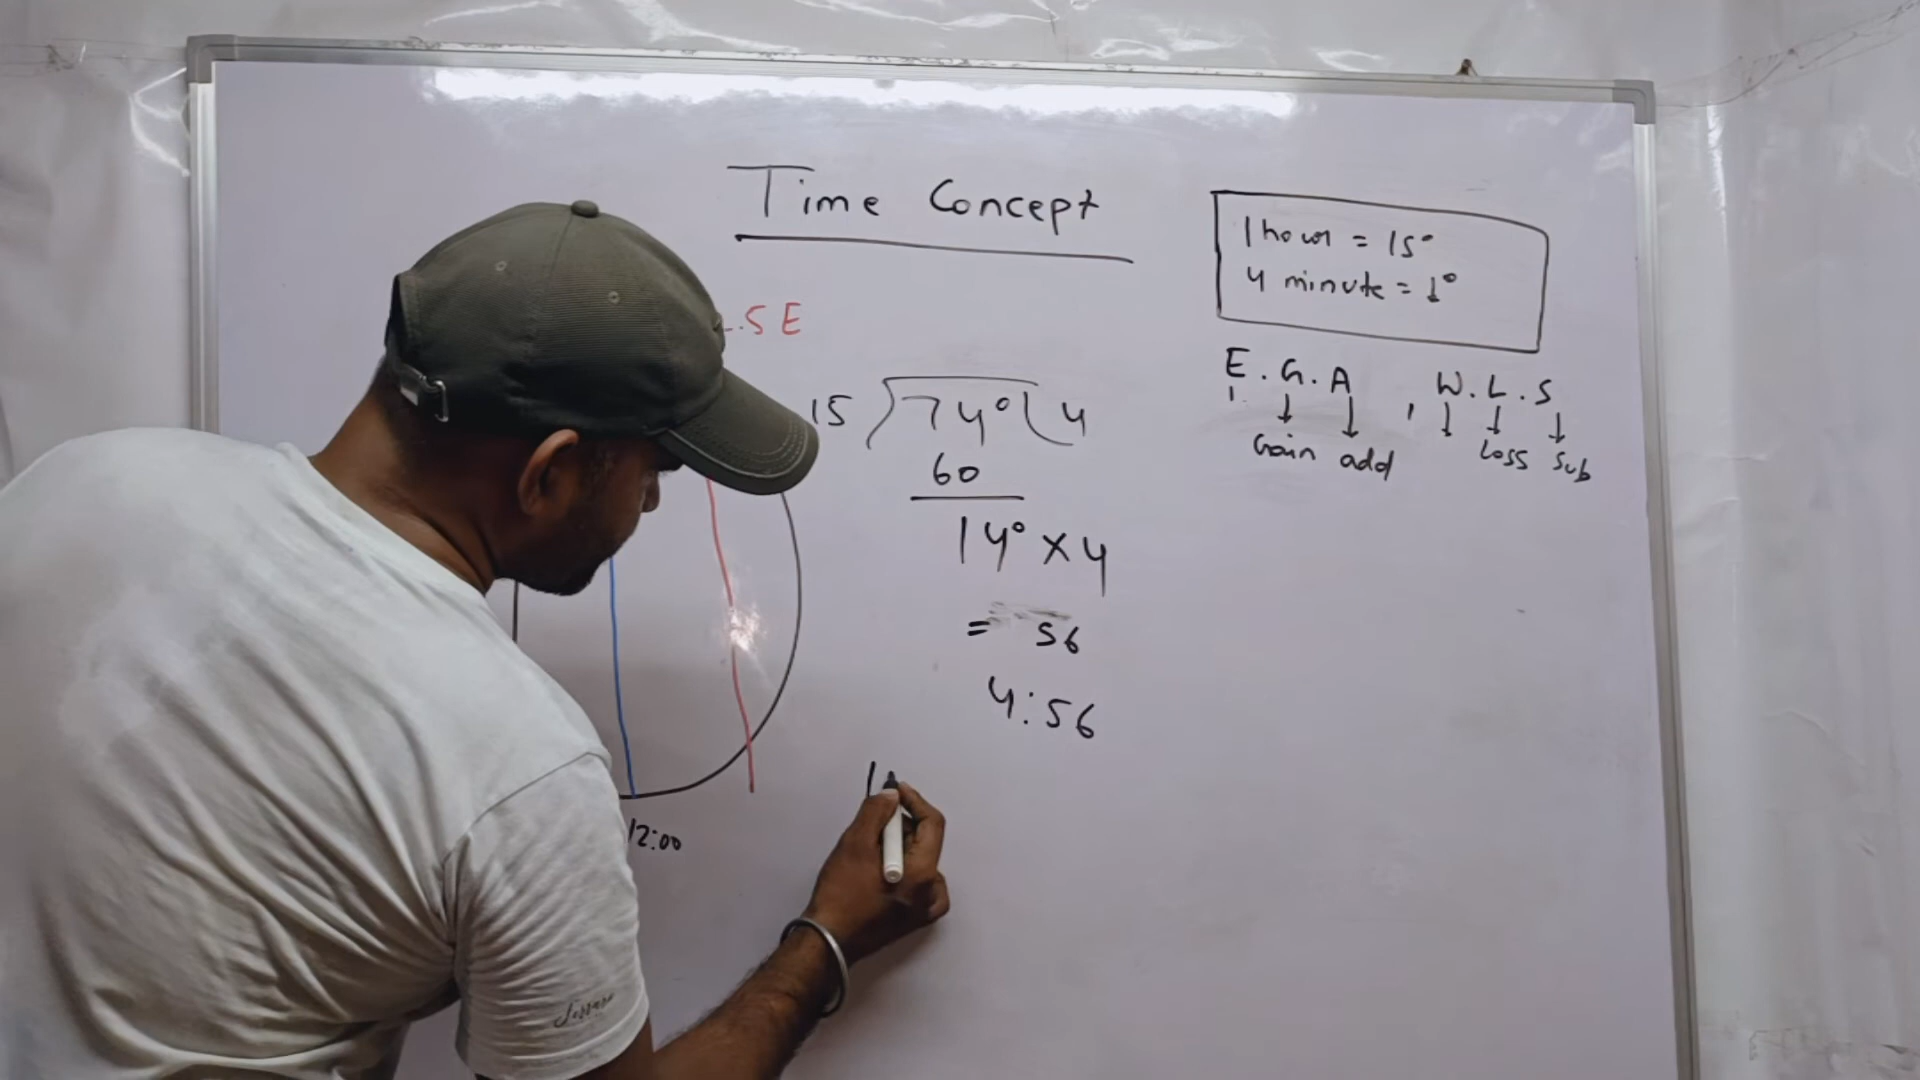 Time Concept
1 hour = 15°
4 minute = 1°
.5 E
E. G. A , W. L. S
Gain add Loss Sub
15 ) 74° ( 4
60
14° × 4
= 56
4:56
12:00